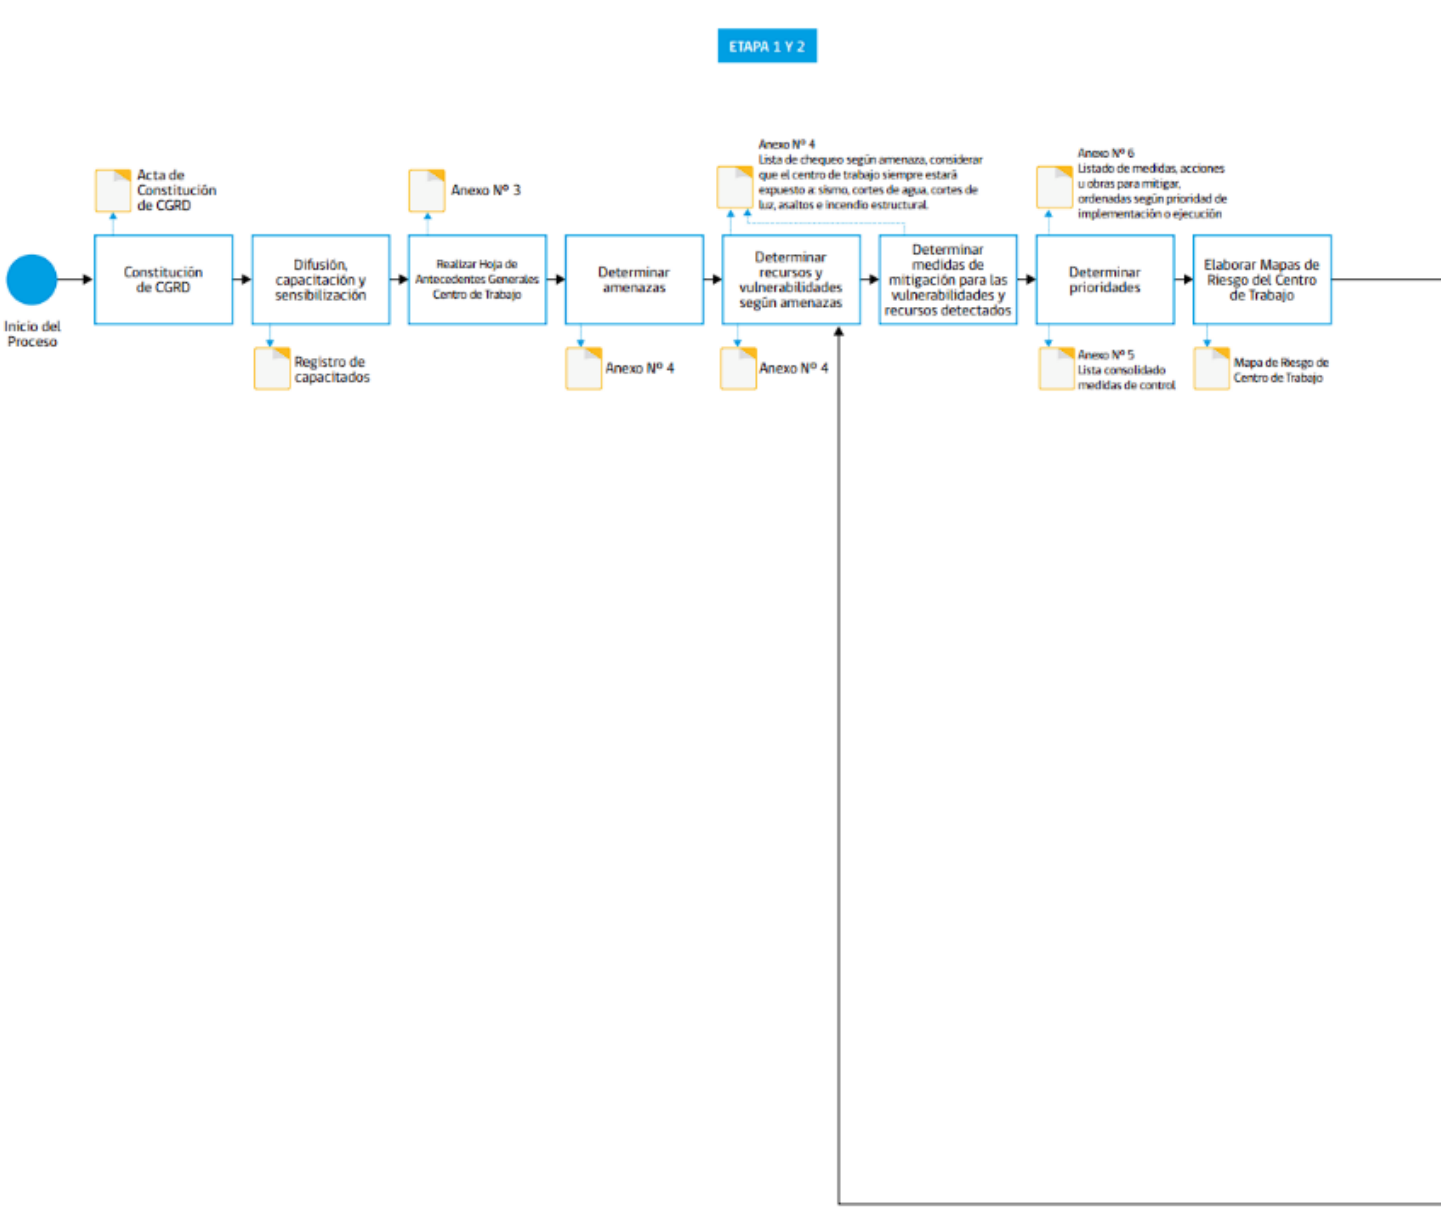 ETAPA 1 Y 2
Acta de
Constitución
de CGRD
Anexo Nº 3
Anexo Nº 4
Lista de chequeo según amenaza, considerar
que el centro de trabajo siempre estará
expuesto a: sismo, cortes de agua, cortes de
luz, asaltos e incendio estructural.
Anexo Nº 6
Listado de medidas, acciones
u obras para mitigar,
ordenadas según prioridad de
implementación o ejecución
Inicio del
Proceso
Constitución
de CGRD
Difusión,
capacitación y
sensibilización
Realizar Hoja de
Antecedentes Generales
Centro de Trabajo
Determinar
amenazas
Determinar
recursos y
vulnerabilidades
según amenazas
Determinar
medidas de
mitigación para las
vulnerabilidades y
recursos detectados
Determinar
prioridades
Elaborar Mapas de
Riesgo del Centro
de Trabajo
Registro de
capacitados
Anexo Nº 4
Anexo Nº 4
Anexo Nº 5
Lista consolidado
medidas de control
Mapa de Riesgo de
Centro de Trabajo